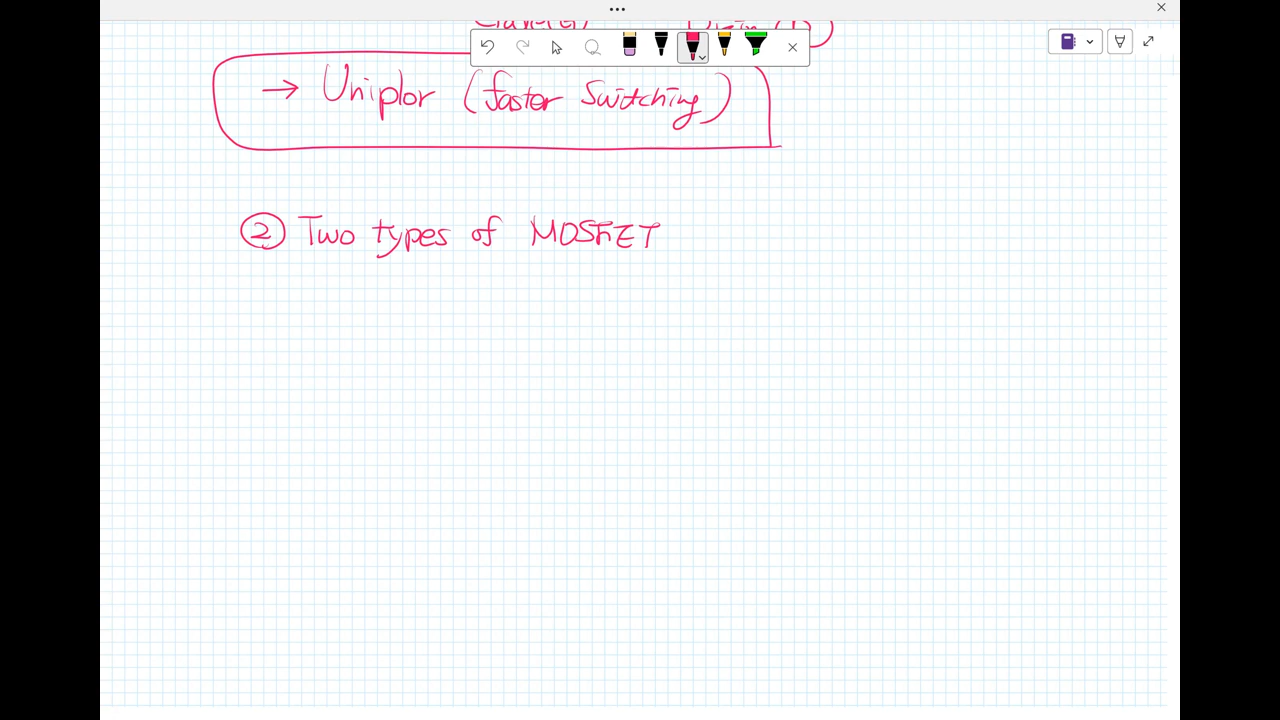 → Uniplor (faster Switching)
② Two types of MOSFET